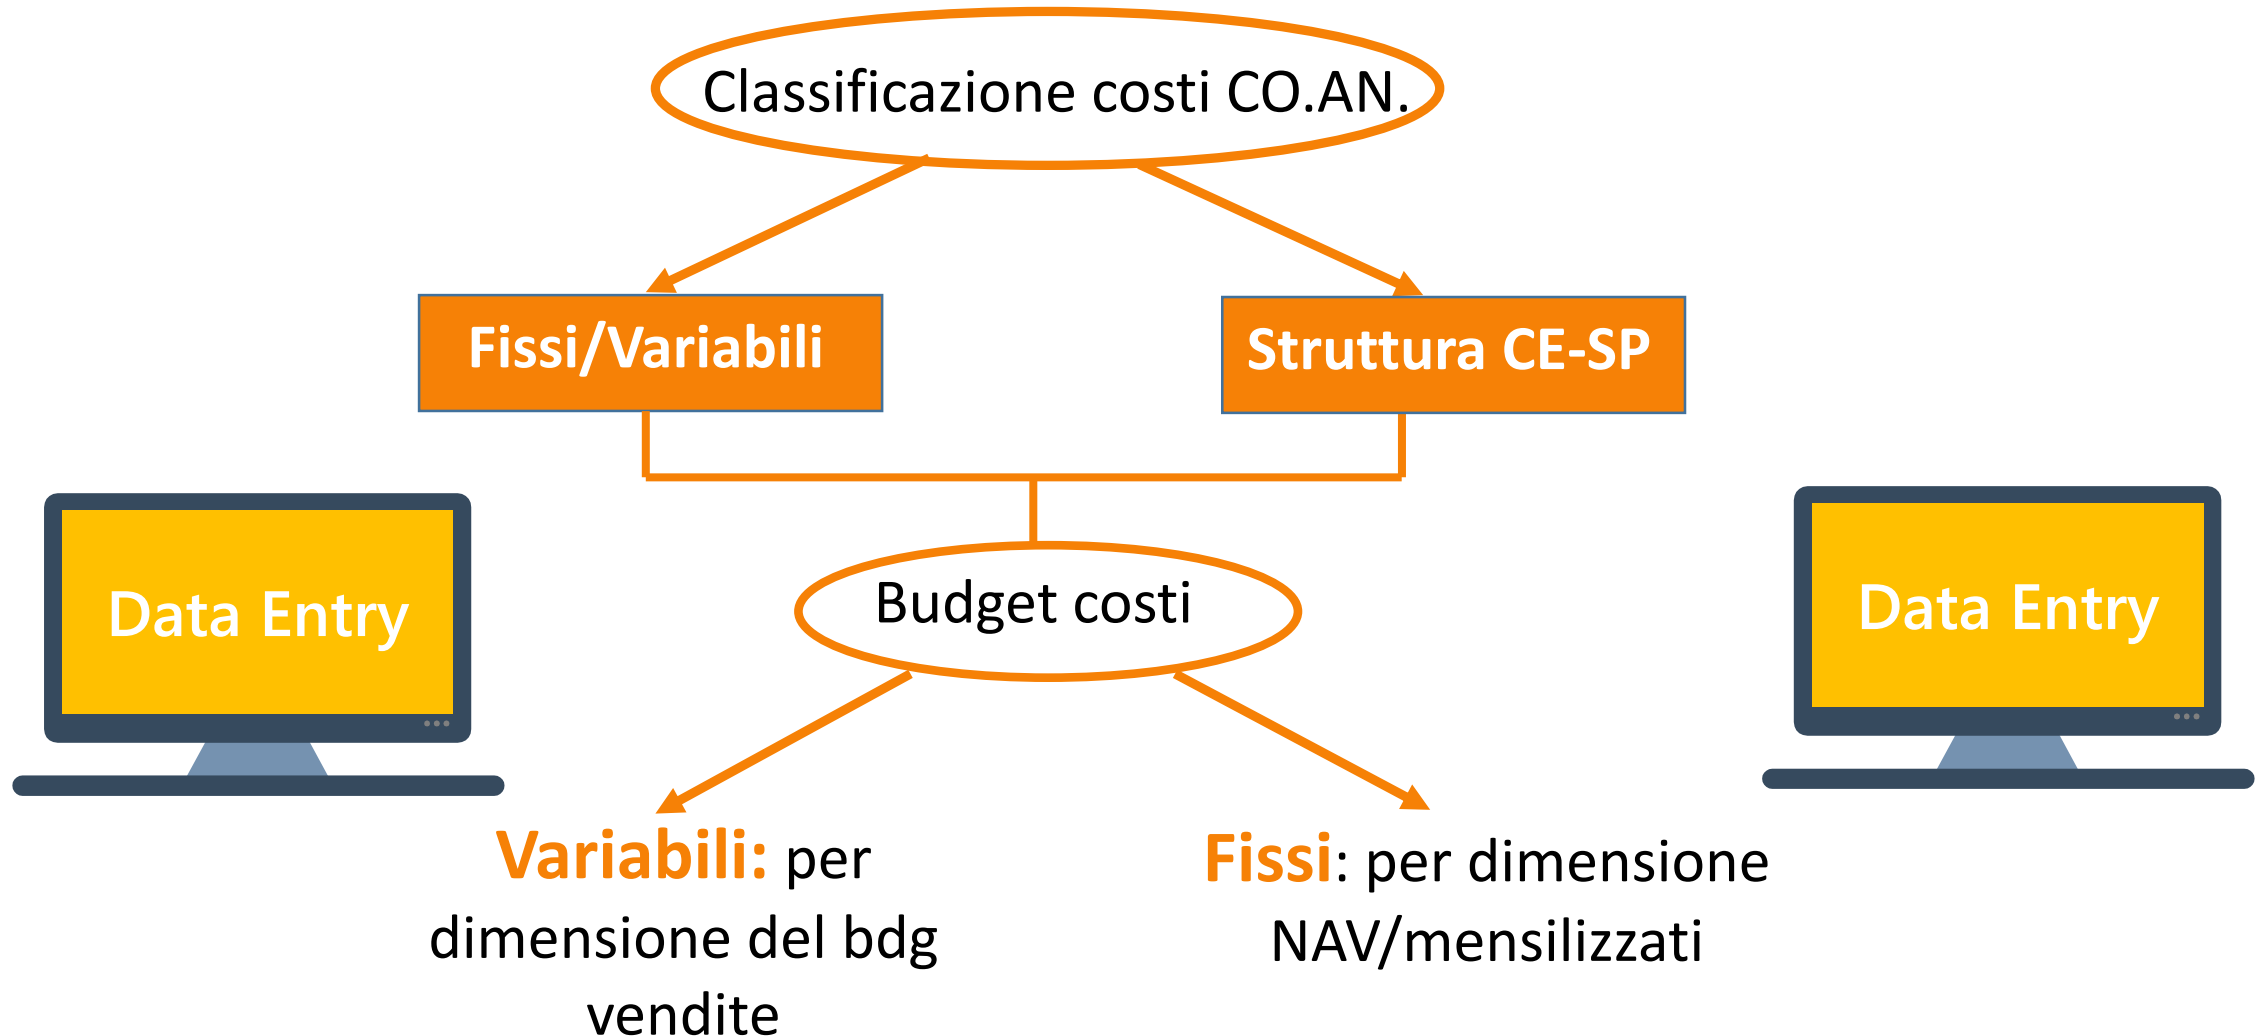 Classificazione costi CO.AN.
Fissi/Variabili
Struttura CE-SP
Data Entry
Budget costi
Data Entry
Variabili: per
dimensione del bdg
vendite
Fissi: per dimensione
NAV/mensilizzati